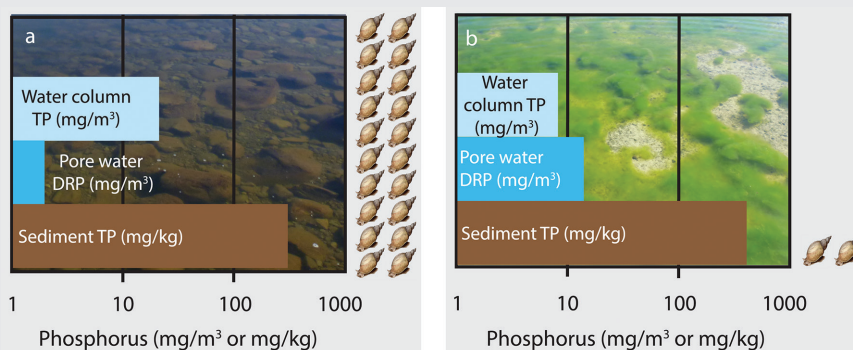 a
Water column
TP (mg/m³)
Pore water
DRP (mg/m³)
Sediment TP (mg/kg)
1 10 100 1000
Phosphorus (mg/m³ or mg/kg)
b
Water
column TP
(mg/m³)
Pore water
DRP (mg/m³)
Sediment TP (mg/kg)
1 10 100 1000
Phosphorus (mg/m³ or mg/kg)